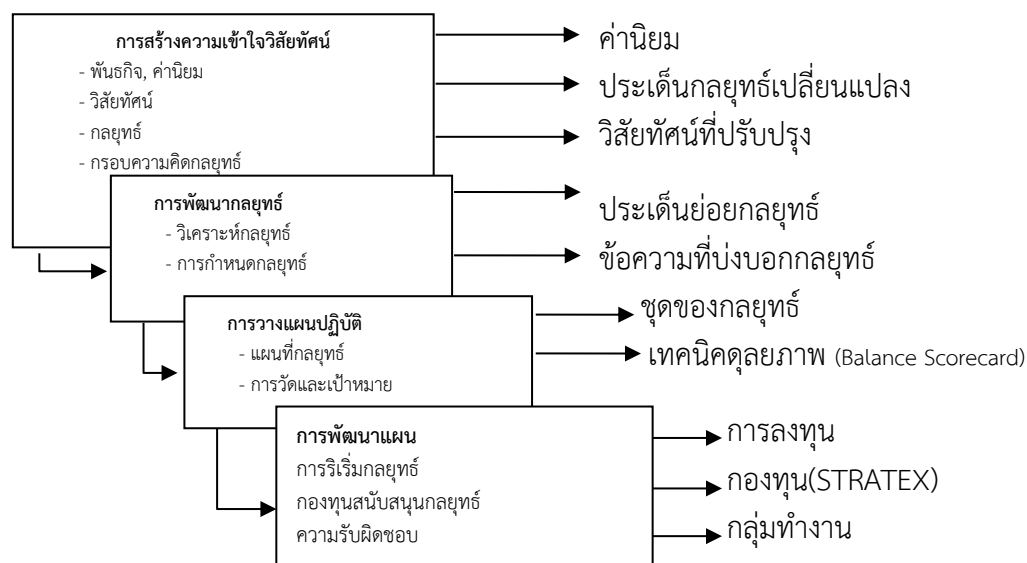 การสร้างความเข้าใจวิสัยทัศน์
- พันธกิจ, ค่านิยม
- วิสัยทัศน์
- กลยุทธ์
- กรอบความคิดกลยุทธ์
ค่านิยม
ประเด็นกลยุทธ์เปลี่ยนแปลง
วิสัยทัศน์ที่ปรับปรุง
การพัฒนากลยุทธ์
- วิเคราะห์กลยุทธ์
- การกำหนดกลยุทธ์
ประเด็นย่อยกลยุทธ์
ข้อความที่บ่งบอกกลยุทธ์
การวางแผนปฏิบัติ
- แผนที่กลยุทธ์
- การวัดและเป้าหมาย
ชุดของกลยุทธ์
เทคนิคดุลยภาพ (Balance Scorecard)
การพัฒนาแผน
การริเริ่มกลยุทธ์
กองทุนสนับสนุนกลยุทธ์
ความรับผิดชอบ
การลงทุน
กองทุน(STRATEX)
กลุ่มทำงาน